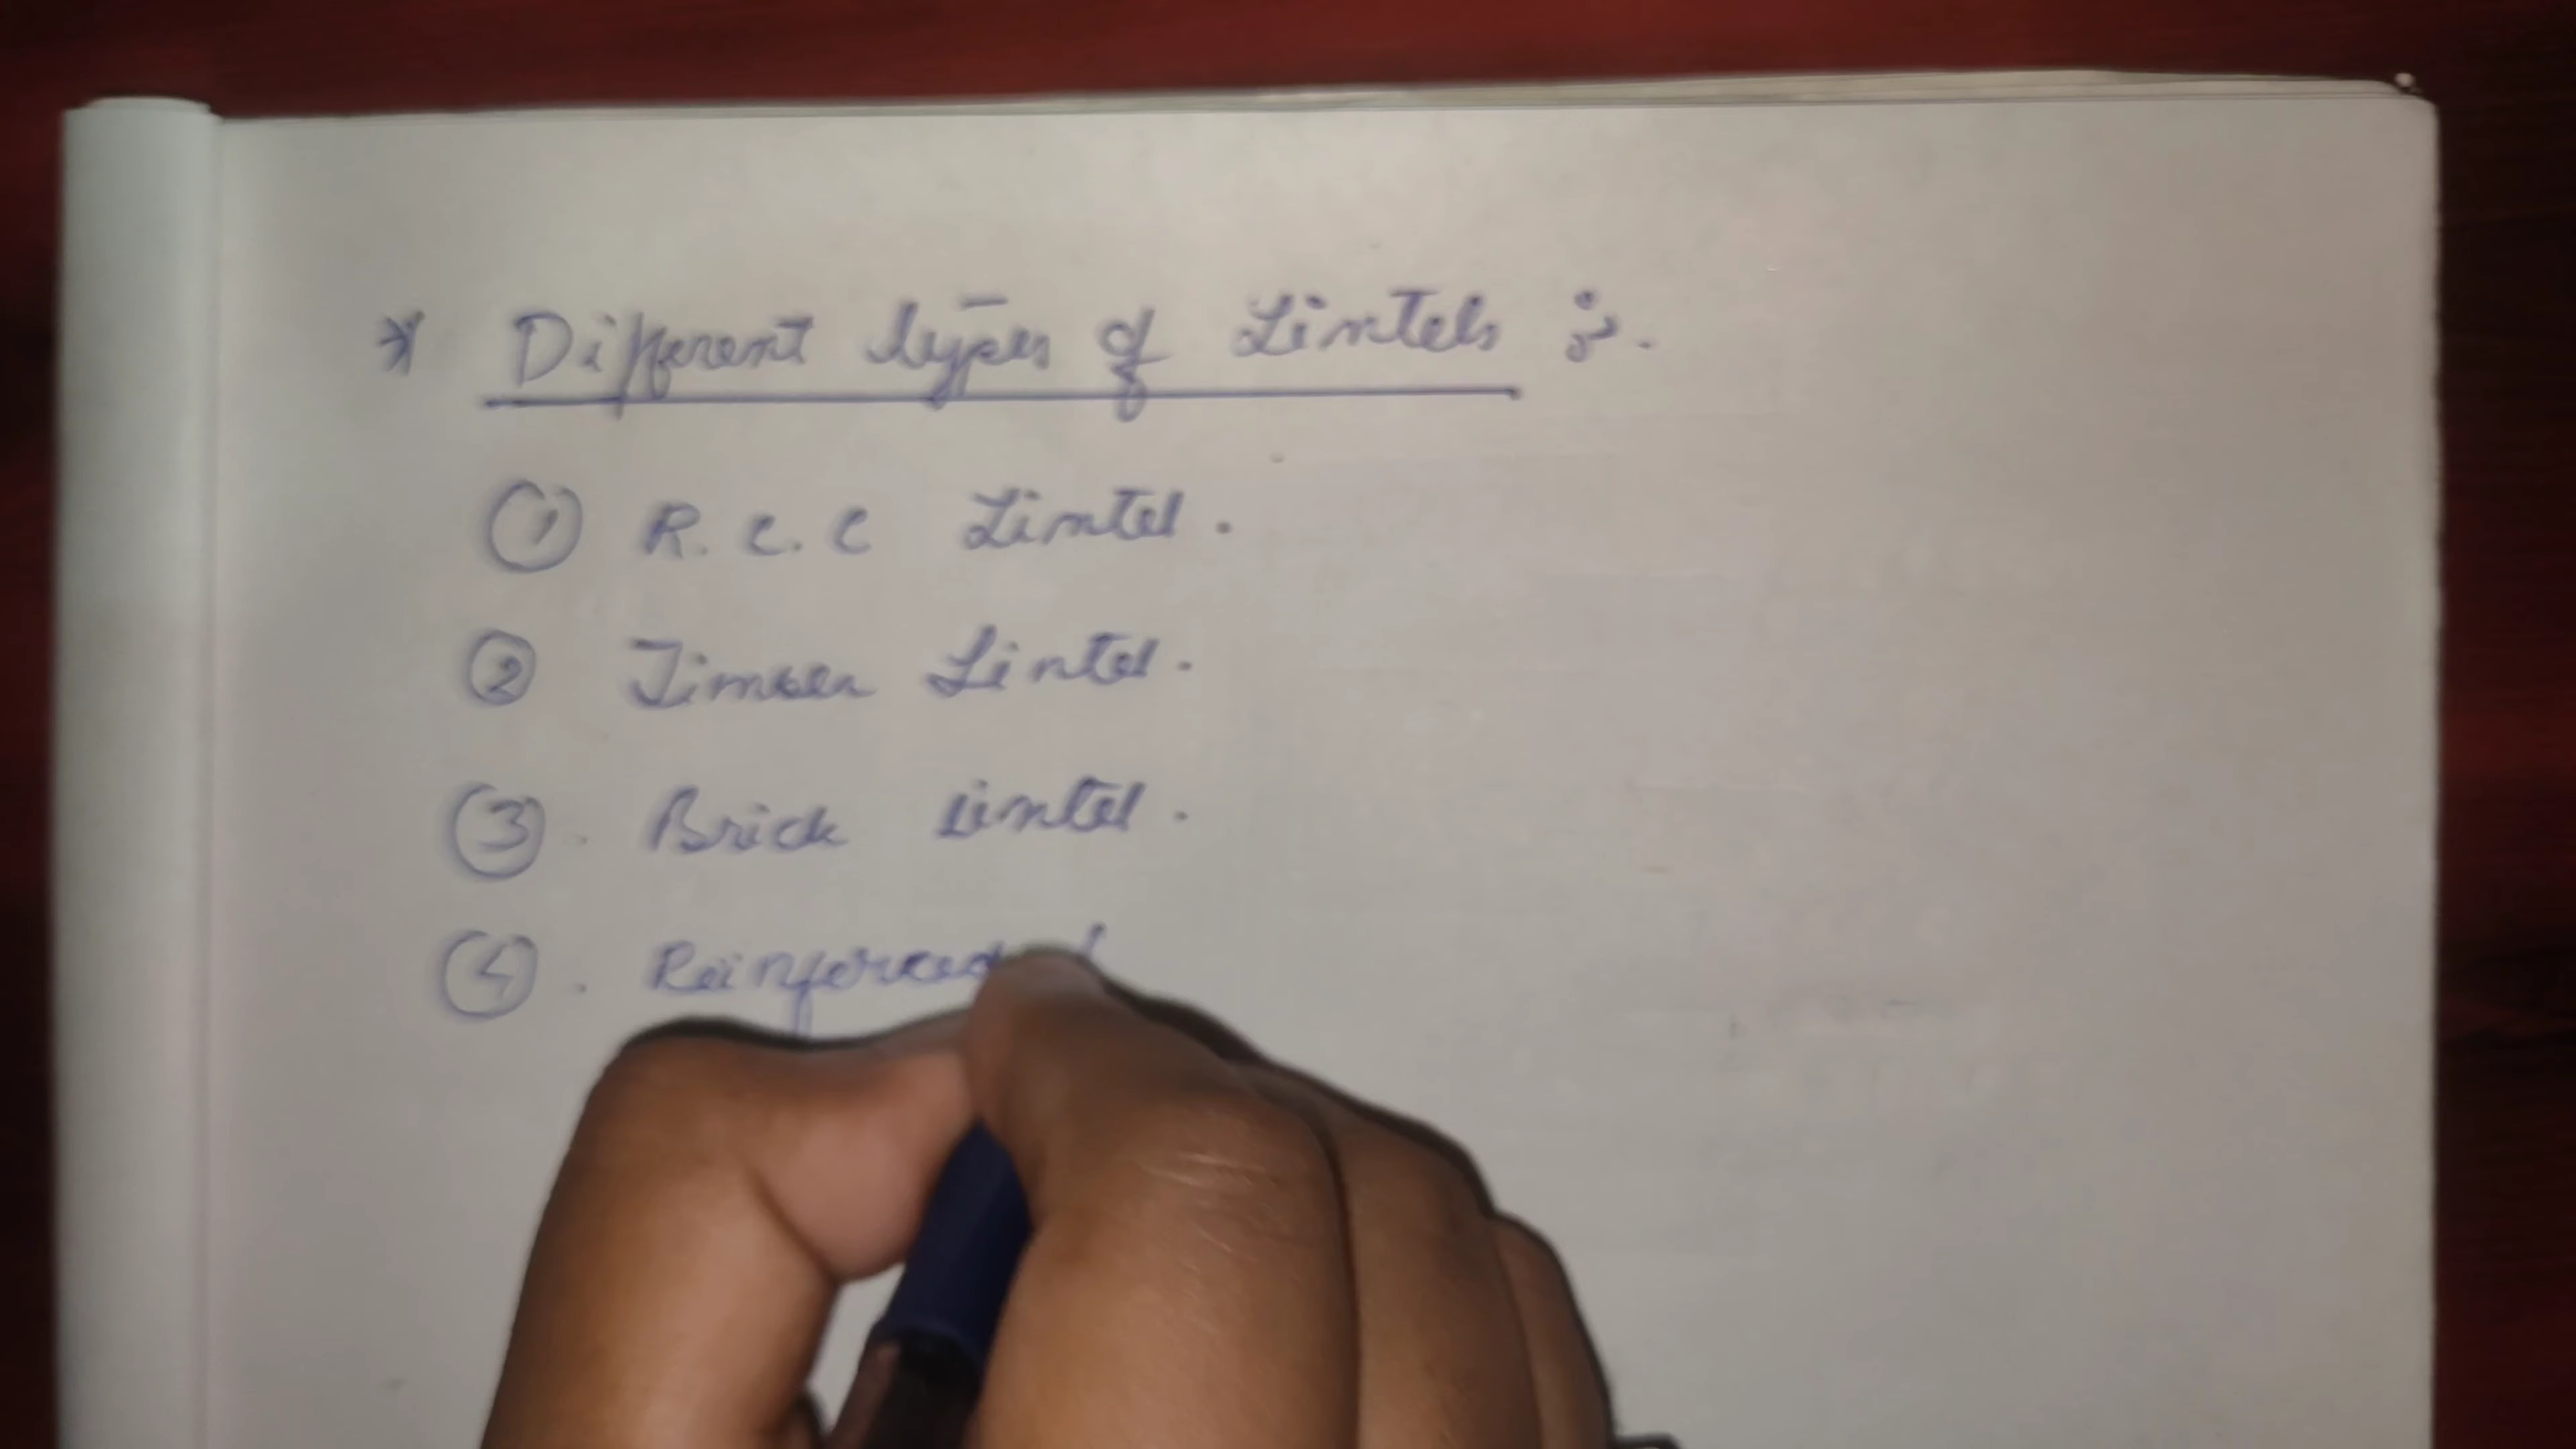 * Different types of Lintels :-
① R.C.C Lintel.
② Timber Lintel.
③. Brick Lintel.
④. Reinforced